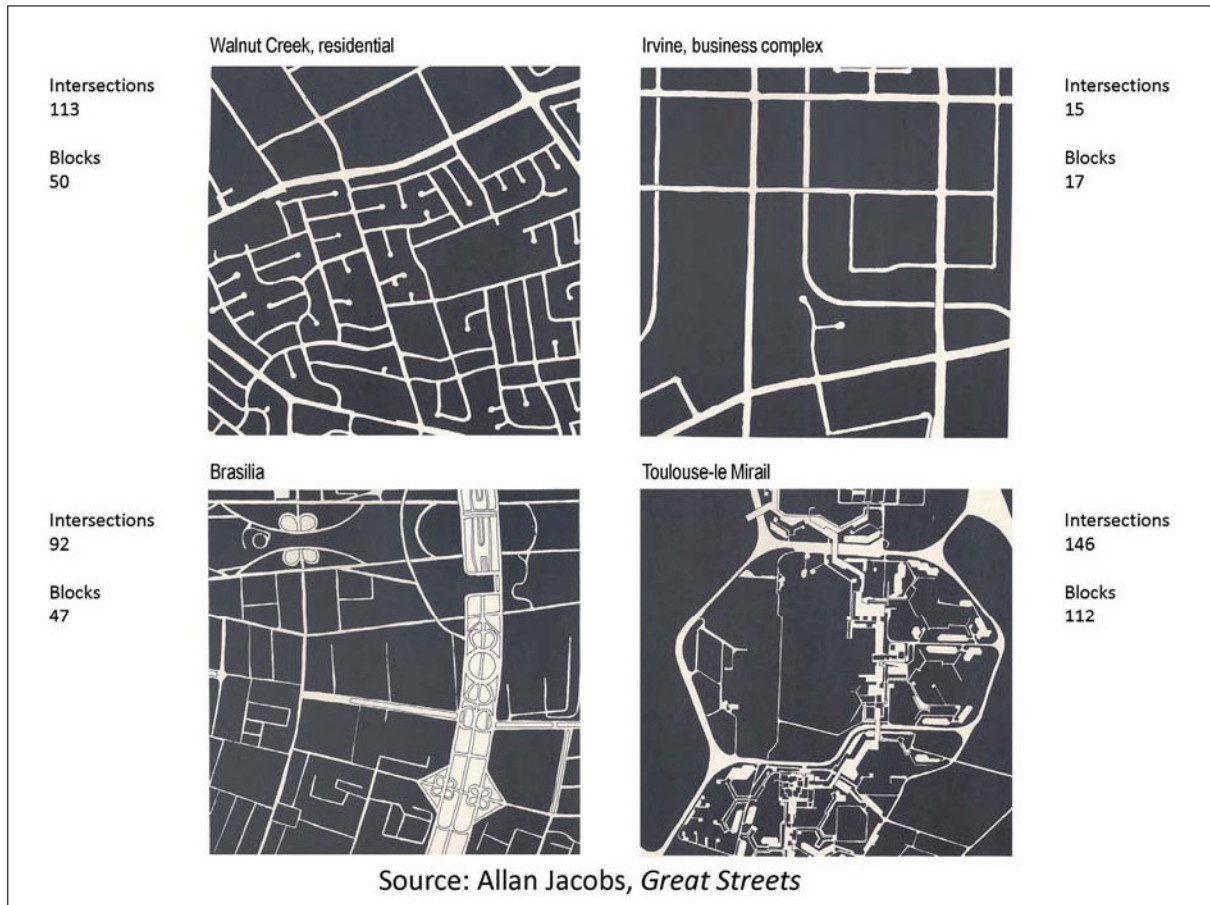 Walnut Creek, residential
Intersections
113
Blocks
50
Irvine, business complex
Intersections
15
Blocks
17
Brasilia
Intersections
92
Blocks
47
Toulouse-le Mirail
Intersections
146
Blocks
112
Source: Allan Jacobs, Great Streets